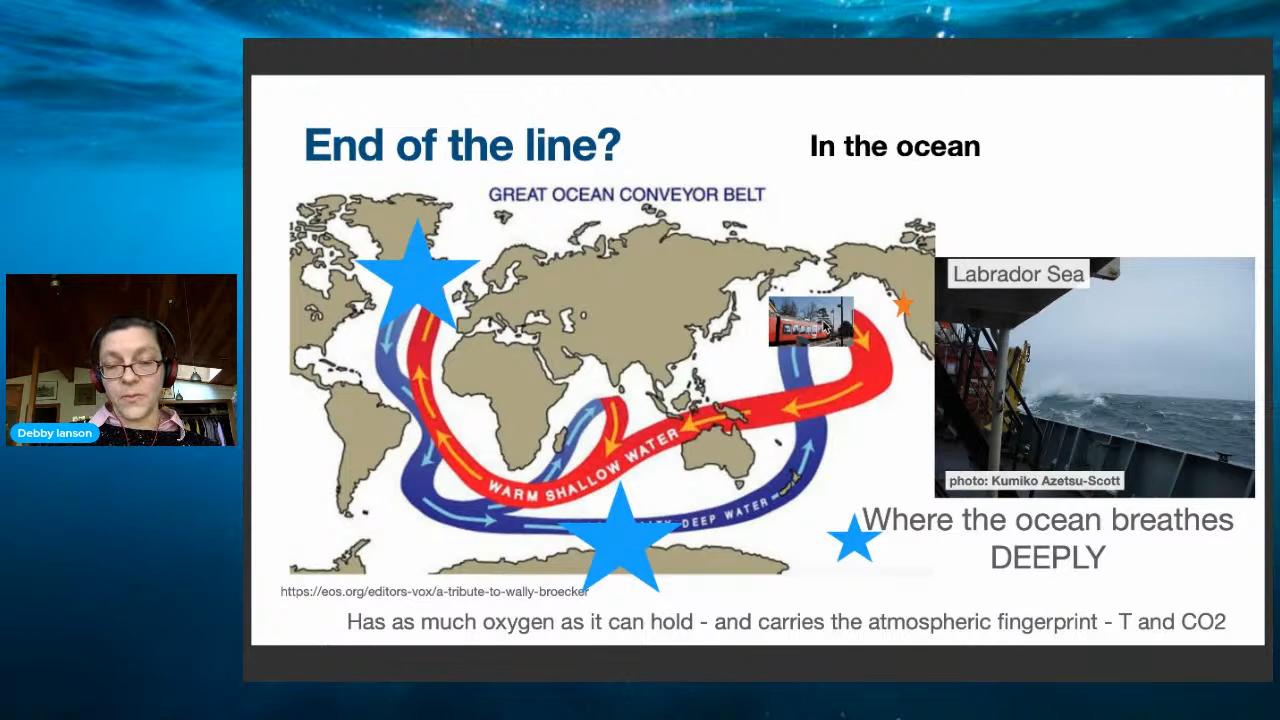 End of the line?
In the ocean
GREAT OCEAN CONVEYOR BELT
Labrador Sea
WARM SHALLOW WATER
DEEP WATER
photo: Kumiko Azetsu-Scott
Debby Ianson
Where the ocean breathes
DEEPLY
https://eos.org/editors-vox/a-tribute-to-wally-broecker
Has as much oxygen as it can hold - and carries the atmospheric fingerprint - T and CO2